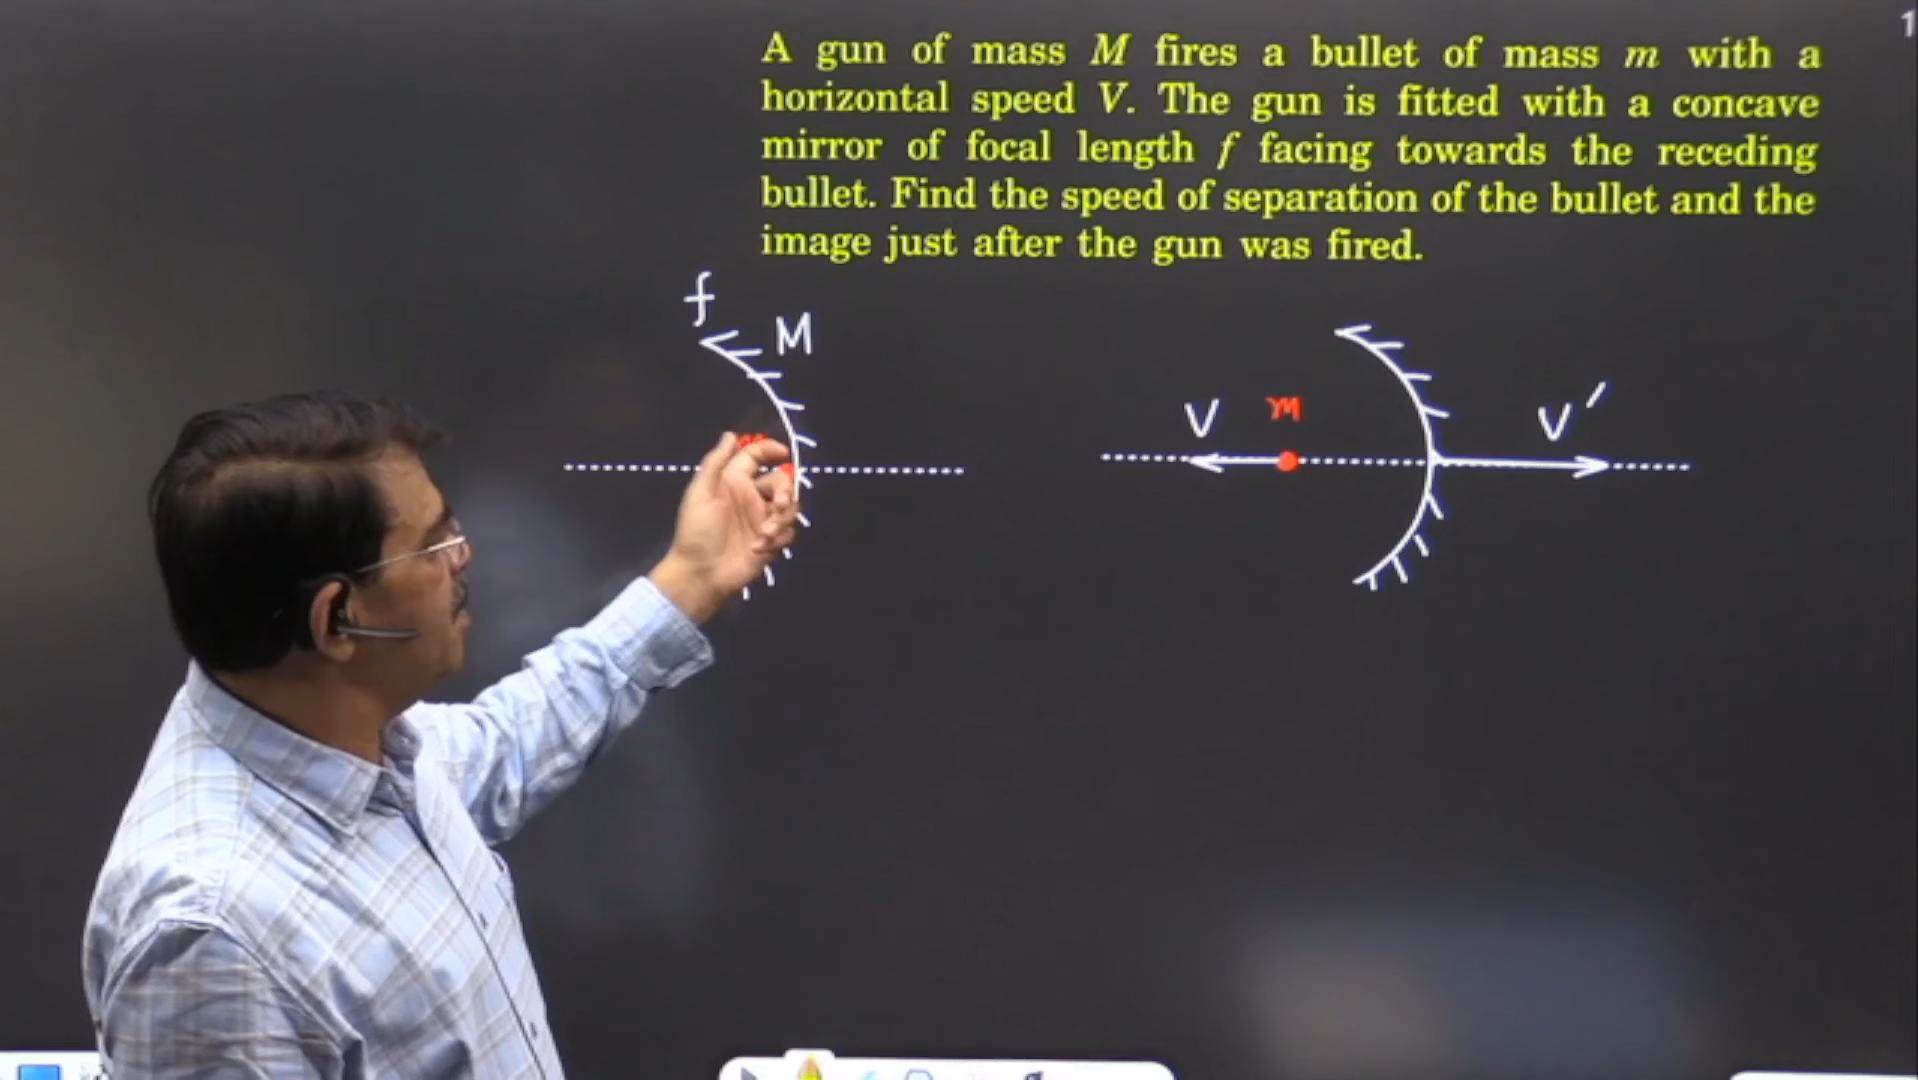 1
A gun of mass M fires a bullet of mass m with a
horizontal speed V. The gun is fitted with a concave
mirror of focal length f facing towards the receding
bullet. Find the speed of separation of the bullet and the
image just after the gun was fired.
f
M
V m V′